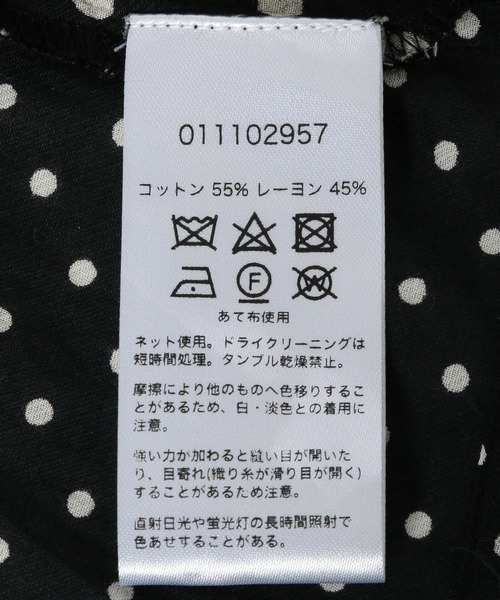 011102957
コットン 55% レーヨン 45%
F
W
あて布使用
ネット使用。ドライクリーニングは
短時間処理。タンブル乾燥禁止。
摩擦により他のものへ色移りするこ
とがあるため、白・淡色との着用に
注意。
強い力が加わると縫い目が開いた
り、目寄れ(織り糸が滑り目が開く)
することがあるため注意。
直射日光や蛍光灯の長時間照射で
色あせすることがある。